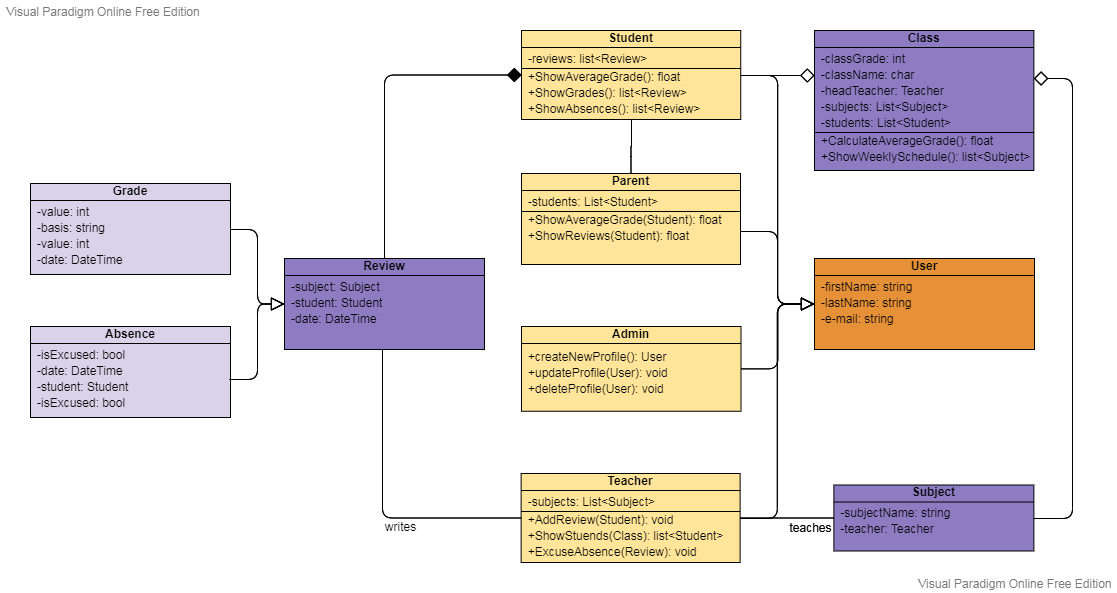 Visual Paradigm Online Free Edition
Student
-reviews: list<Review>
+ShowAverageGrade(): float
+ShowGrades(): list<Review>
+ShowAbsences(): list<Review>
Class
-classGrade: int
-className: char
-headTeacher: Teacher
-subjects: List<Subject>
-students: List<Student>
+CalculateAverageGrade(): float
+ShowWeeklySchedule(): list<Subject>
Grade
-value: int
-basis: string
-value: int
-date: DateTime
Parent
-students: List<Student>
+ShowAverageGrade(Student): float
+ShowReviews(Student): float
Review
-subject: Subject
-student: Student
-date: DateTime
User
-firstName: string
-lastName: string
-e-mail: string
Absence
-isExcused: bool
-date: DateTime
-student: Student
-isExcused: bool
Admin
+createNewProfile(): User
+updateProfile(User): void
+deleteProfile(User): void
Teacher
-subjects: List<Subject>
+AddReview(Student): void
+ShowStuends(Class): list<Student>
+ExcuseAbsence(Review): void
writes
teaches
Subject
-subjectName: string
-teacher: Teacher
Visual Paradigm Online Free Edition